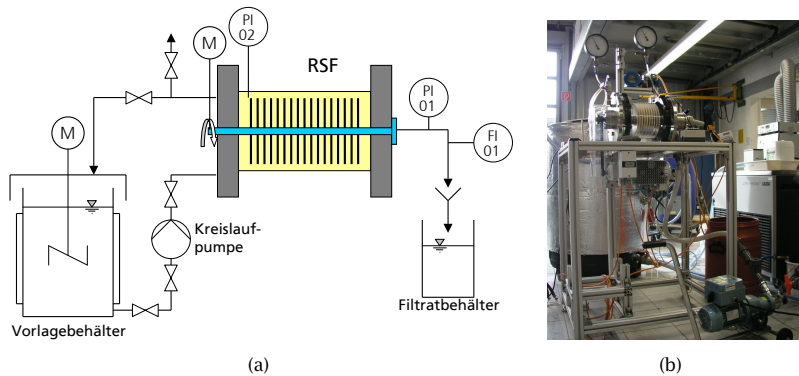 PI
02
M
RSF
PI
01
FI
01
M
Kreislauf-
pumpe
Vorlagebehälter
Filtratbehälter
(a)
(b)